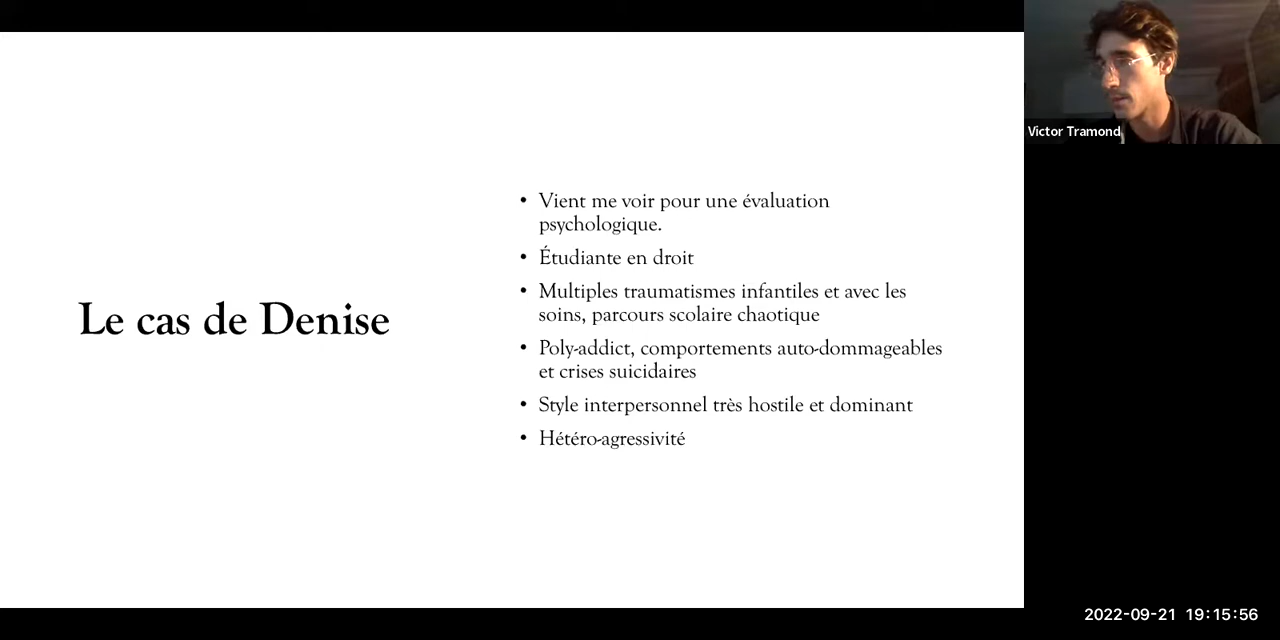 Le cas de Denise
• Vient me voir pour une évaluation
psychologique.
• Étudiante en droit
• Multiples traumatismes infantiles et avec les
soins, parcours scolaire chaotique
• Poly-addict, comportements auto-dommageables
et crises suicidaires
• Style interpersonnel très hostile et dominant
• Hétéro-agressivité
Victor Tramond
2022-09-21 19:15:56